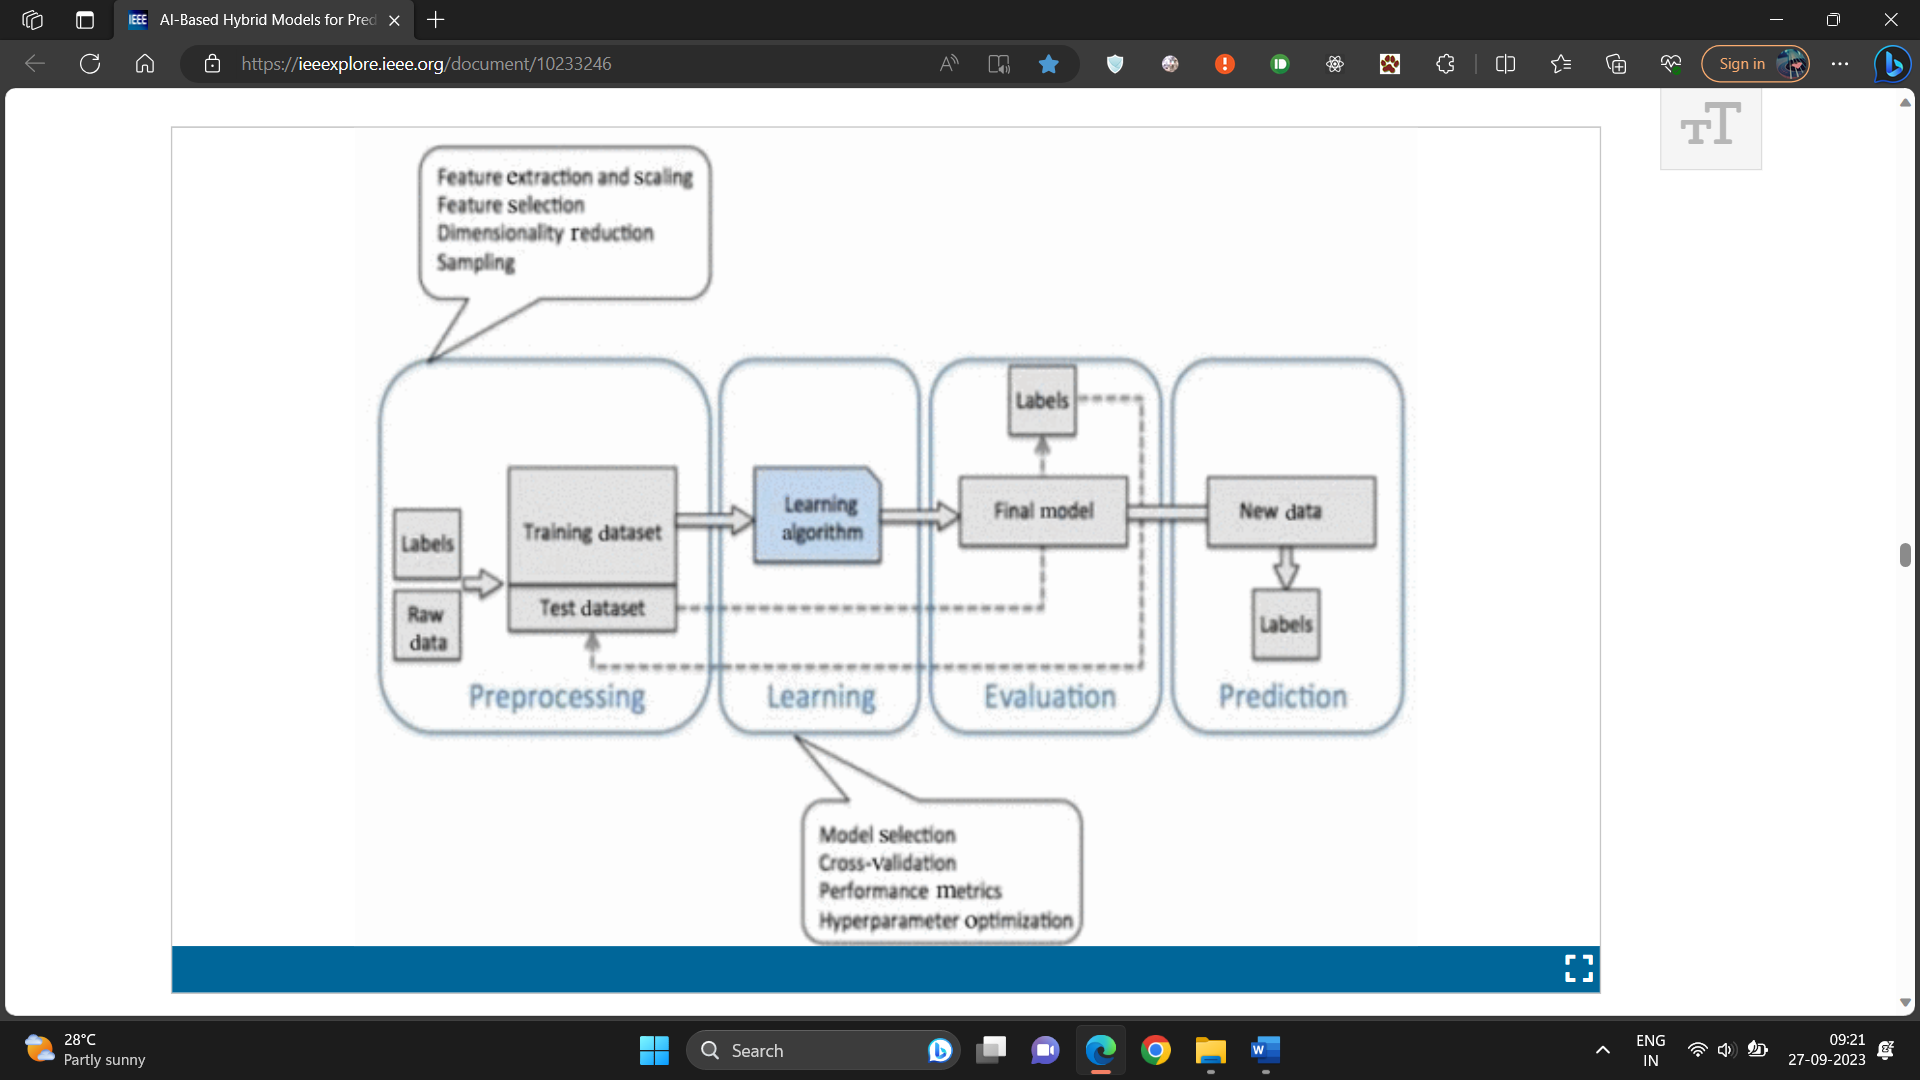 AI-Based Hybrid Models for Pred
https://ieeexplore.ieee.org/document/10233246
Sign in
Feature extraction and scaling
Feature selection
Dimensionality reduction
Sampling
Labels
Raw
data
Training dataset
Test dataset
Preprocessing
Learning
algorithm
Learning
Labels
Final model
Evaluation
New data
Labels
Prediction
Model selection
Cross-validation
Performance metrics
Hyperparameter optimization
28°C
Partly sunny
Search
ENG
IN
09:21
27-09-2023